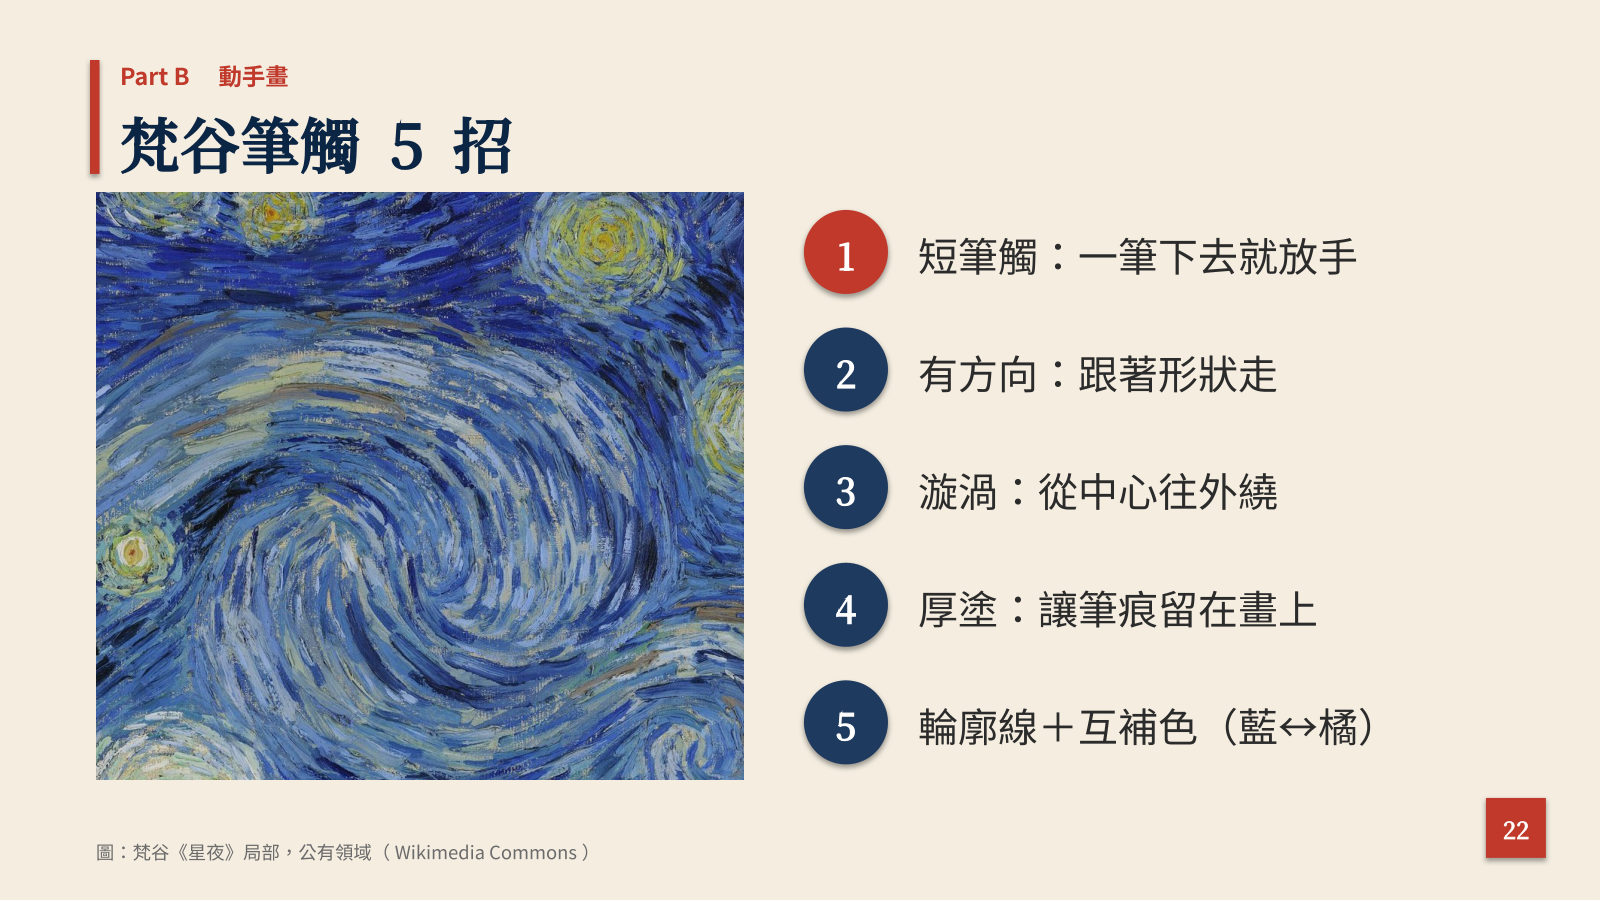 Part B 動手畫
梵谷筆觸 5 招
1 短筆觸：一筆下去就放手
2 有方向：跟著形狀走
3 漩渦：從中心往外繞
4 厚塗：讓筆痕留在畫上
5 輪廓線＋互補色（藍↔橘）
圖：梵谷《星夜》局部，公有領域（ Wikimedia Commons ）
22